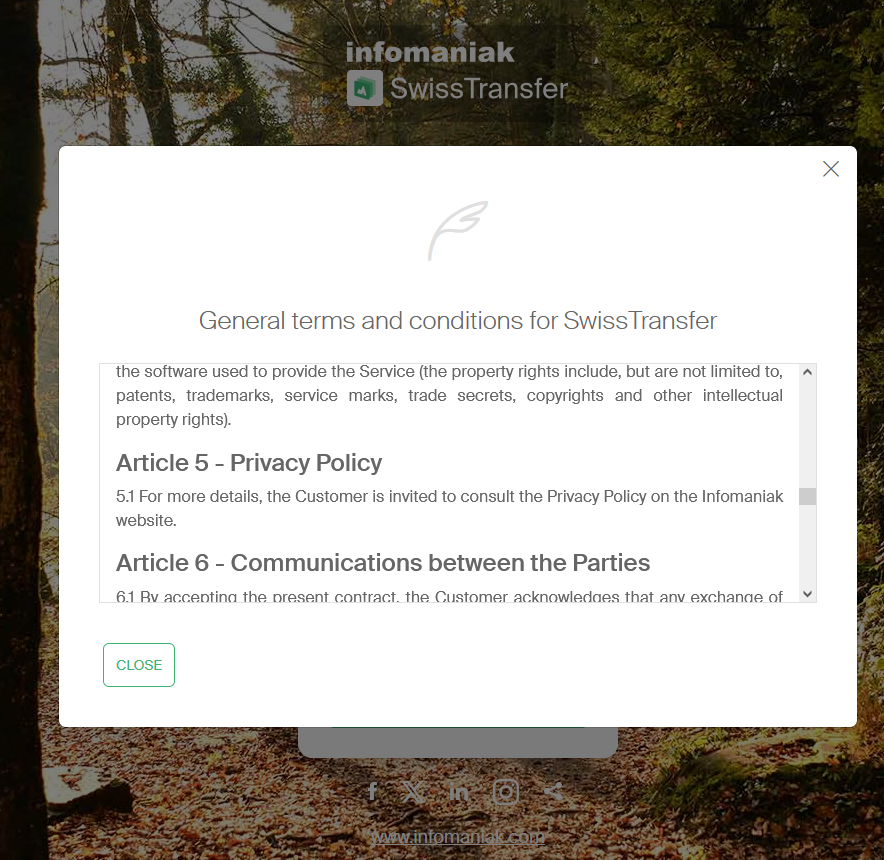 infomaniak
SwissTransfer
General terms and conditions for SwissTransfer
the software used to provide the Service (the property rights include, but are not limited to,
patents, trademarks, service marks, trade secrets, copyrights and other intellectual
property rights).
Article 5 - Privacy Policy
5.1 For more details, the Customer is invited to consult the Privacy Policy on the Infomaniak
website.
Article 6 - Communications between the Parties
6.1 By accepting the present contract, the Customer acknowledges that any exchange of
CLOSE
www.infomaniak.com